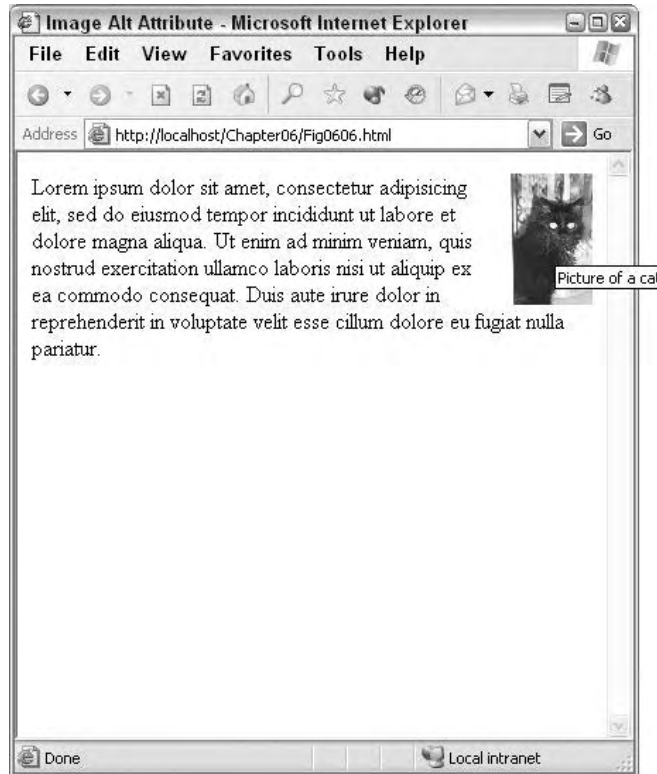 Image Alt Attribute - Microsoft Internet Explorer
File Edit View Favorites Tools Help
Address http://localhost/Chapter06/Fig0606.html Go
Lorem ipsum dolor sit amet, consectetur adipisicing
elit, sed do eiusmod tempor incididunt ut labore et
dolore magna aliqua. Ut enim ad minim veniam, quis
nostrud exercitation ullamco laboris nisi ut aliquip ex
ea commodo consequat. Duis aute irure dolor in
reprehenderit in voluptate velit esse cillum dolore eu fugiat nulla
pariatur.
Picture of a cat
Done Local intranet